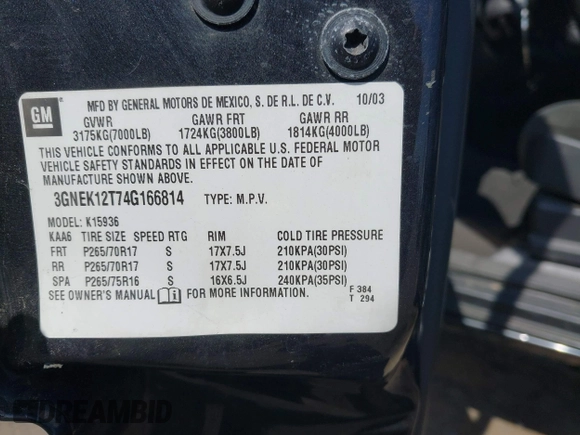 GM
MFD BY GENERAL MOTORS DE MEXICO, S. DE R.L. DE C.V. 10/03
GVWR GAWR FRT GAWR RR
3175KG(7000LB) 1724KG(3800LB) 1814KG(4000LB)
THIS VEHICLE CONFORMS TO ALL APPLICABLE U.S. FEDERAL MOTOR
VEHICLE SAFETY STANDARDS IN EFFECT ON THE DATE OF
MANUFACTURE SHOWN ABOVE.
3GNEK12T74G166814 TYPE: M.P.V.
MODEL: K15936
KAA6 TIRE SIZE SPEED RTG RIM COLD TIRE PRESSURE
FRT P265/70R17 S 17X7.5J 210KPA(30PSI)
RR P265/70R17 S 17X7.5J 210KPA(30PSI)
SPA P265/75R16 S 16X6.5J 240KPA(35PSI)
SEE OWNER'S MANUAL FOR MORE INFORMATION. F 384
T 294
DREAMBID